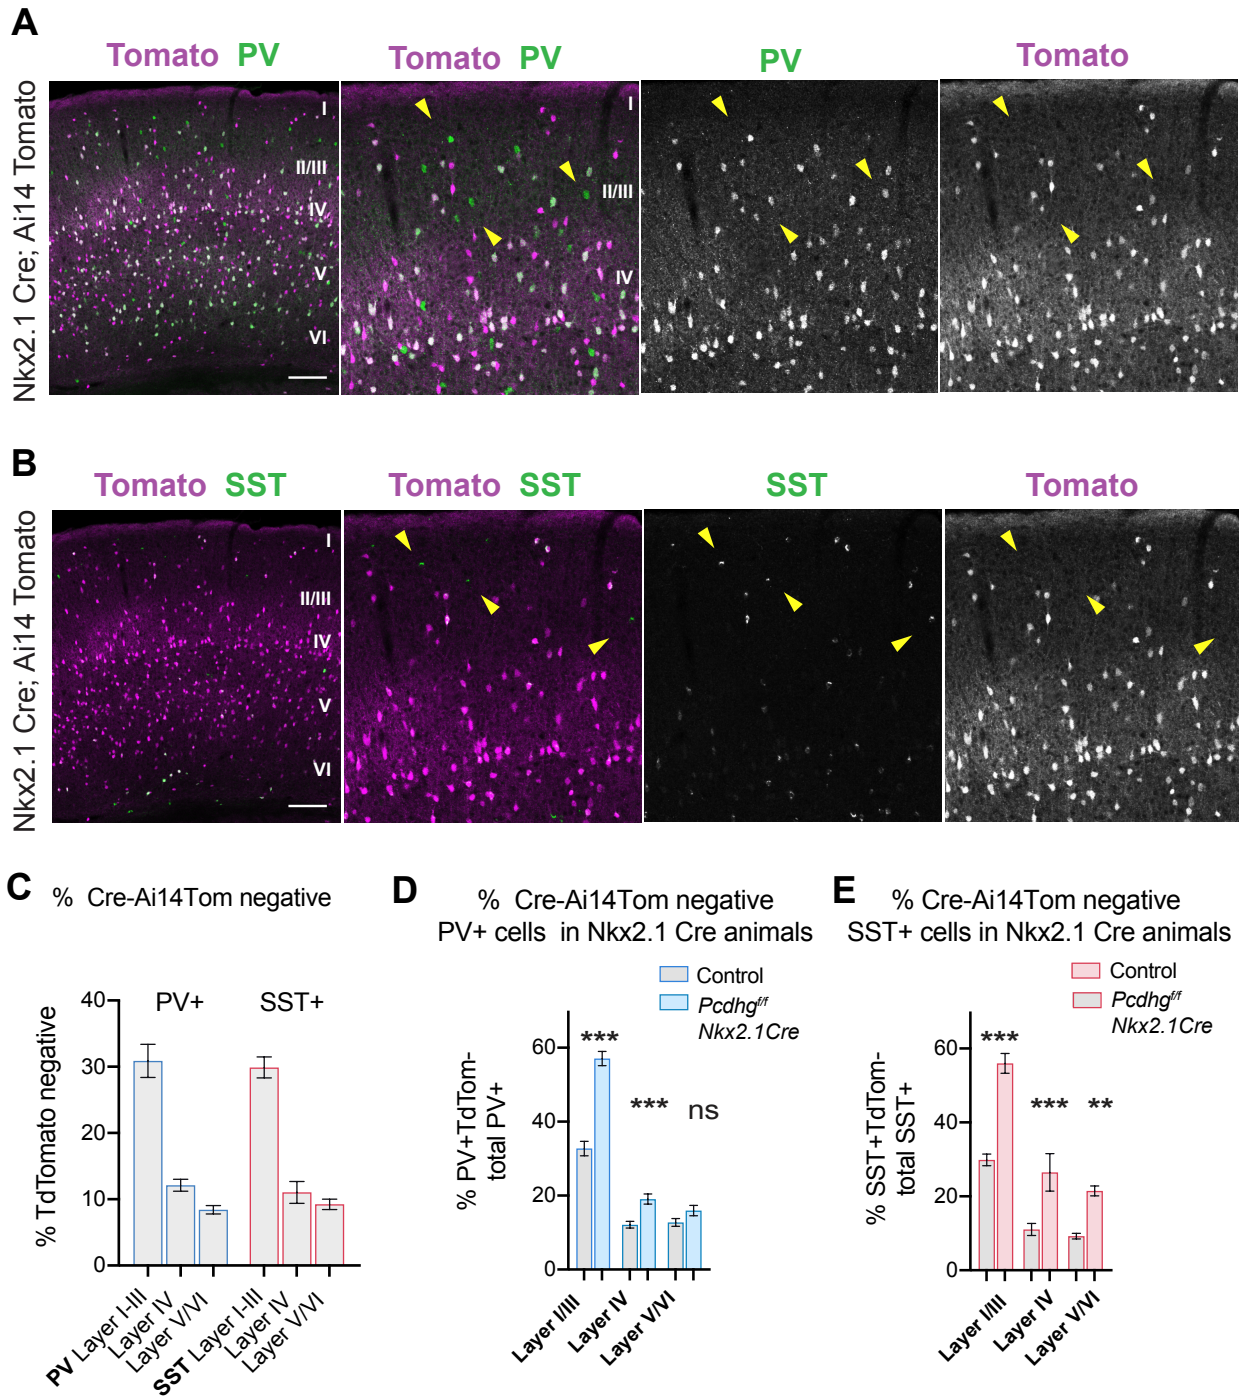 A
Tomato PV
Tomato PV
PV
Tomato
Nkx2.1 Cre; Ai14 Tomato
I
II/III
IV
V
VI
I
II/III
IV
B
Tomato SST
Tomato SST
SST
Tomato
Nkx2.1 Cre; Ai14 Tomato
I
II/III
IV
V
VI
C
% Cre-Ai14Tom negative
PV+
SST+
% TdTomato negative
40
30
20
10
0
PV Layer I-III
Layer IV
Layer V/VI
SST Layer I-III
Layer IV
Layer V/VI
D
% Cre-Ai14Tom negative
PV+ cells in Nkx2.1 Cre animals
Control
Pcdhg f/f
Nkx2.1Cre
% PV+TdTom-
total PV+
60
40
20
0
***
***
ns
Layer I/III
Layer IV
Layer V/VI
E
% Cre-Ai14Tom negative
SST+ cells in Nkx2.1 Cre animals
Control
Pcdhg f/f
Nkx2.1Cre
% SST+TdTom-
total SST+
60
40
20
0
***
***
**
Layer I/III
Layer IV
Layer V/VI